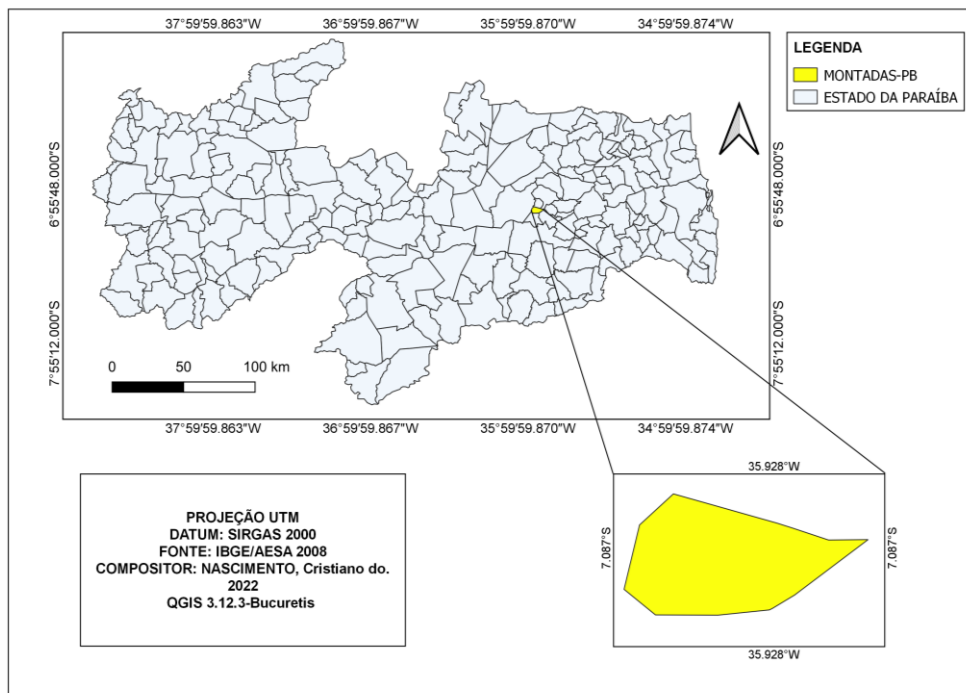 37°59'59.863"W 36°59'59.867"W 35°59'59.870"W 34°59'59.874"W
LEGENDA
MONTADAS-PB
ESTADO DA PARAÍBA
6°55'48.000"S
6°55'48.000"S
7°55'12.000"S
7°55'12.000"S
0 50 100 km
37°59'59.863"W 36°59'59.867"W 35°59'59.870"W 34°59'59.874"W
35.928°W
7.087°S
7.087°S
35.928°W
PROJEÇÃO UTM
DATUM: SIRGAS 2000
FONTE: IBGE/AESA 2008
COMPOSITOR: NASCIMENTO, Cristiano do.
2022
QGIS 3.12.3-Bucuretis